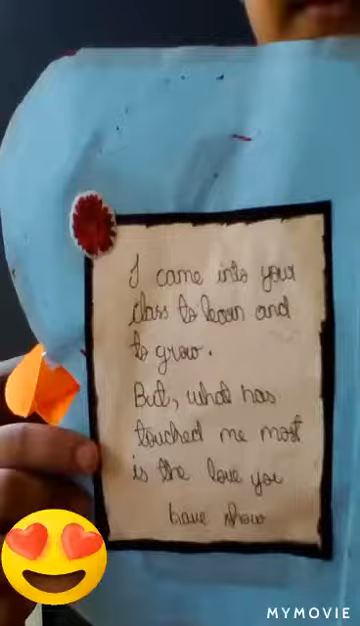 I came into your
class to learn and
to grow.
But, what has
touched me most
is the love you
have show
MYMOVIE